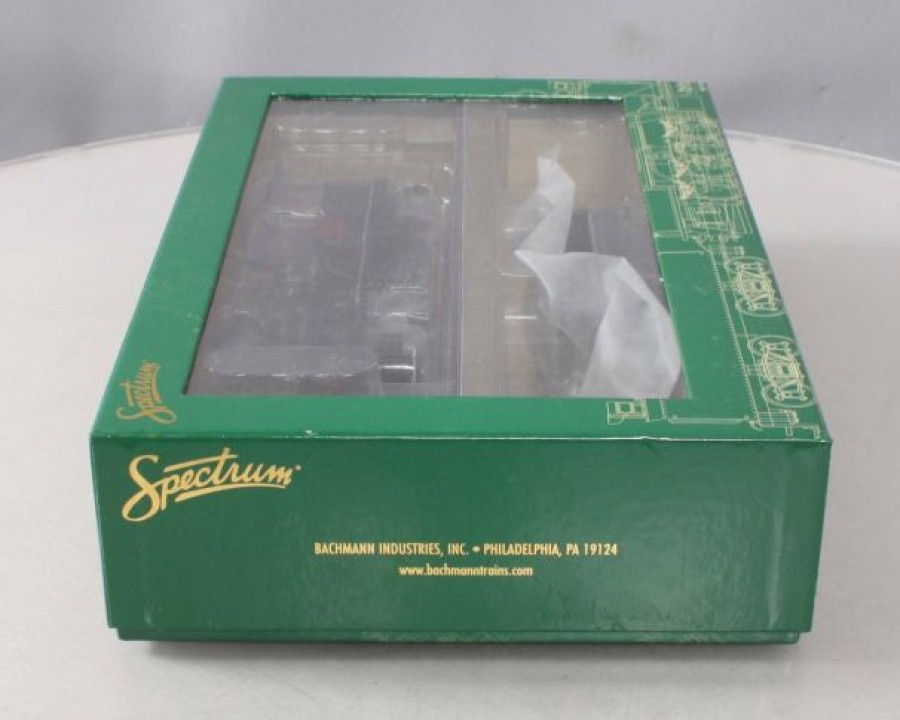 Spectrum
Spectrum
BACHMANN INDUSTRIES, INC. • PHILADELPHIA, PA 19124
www.bachmanntrains.com